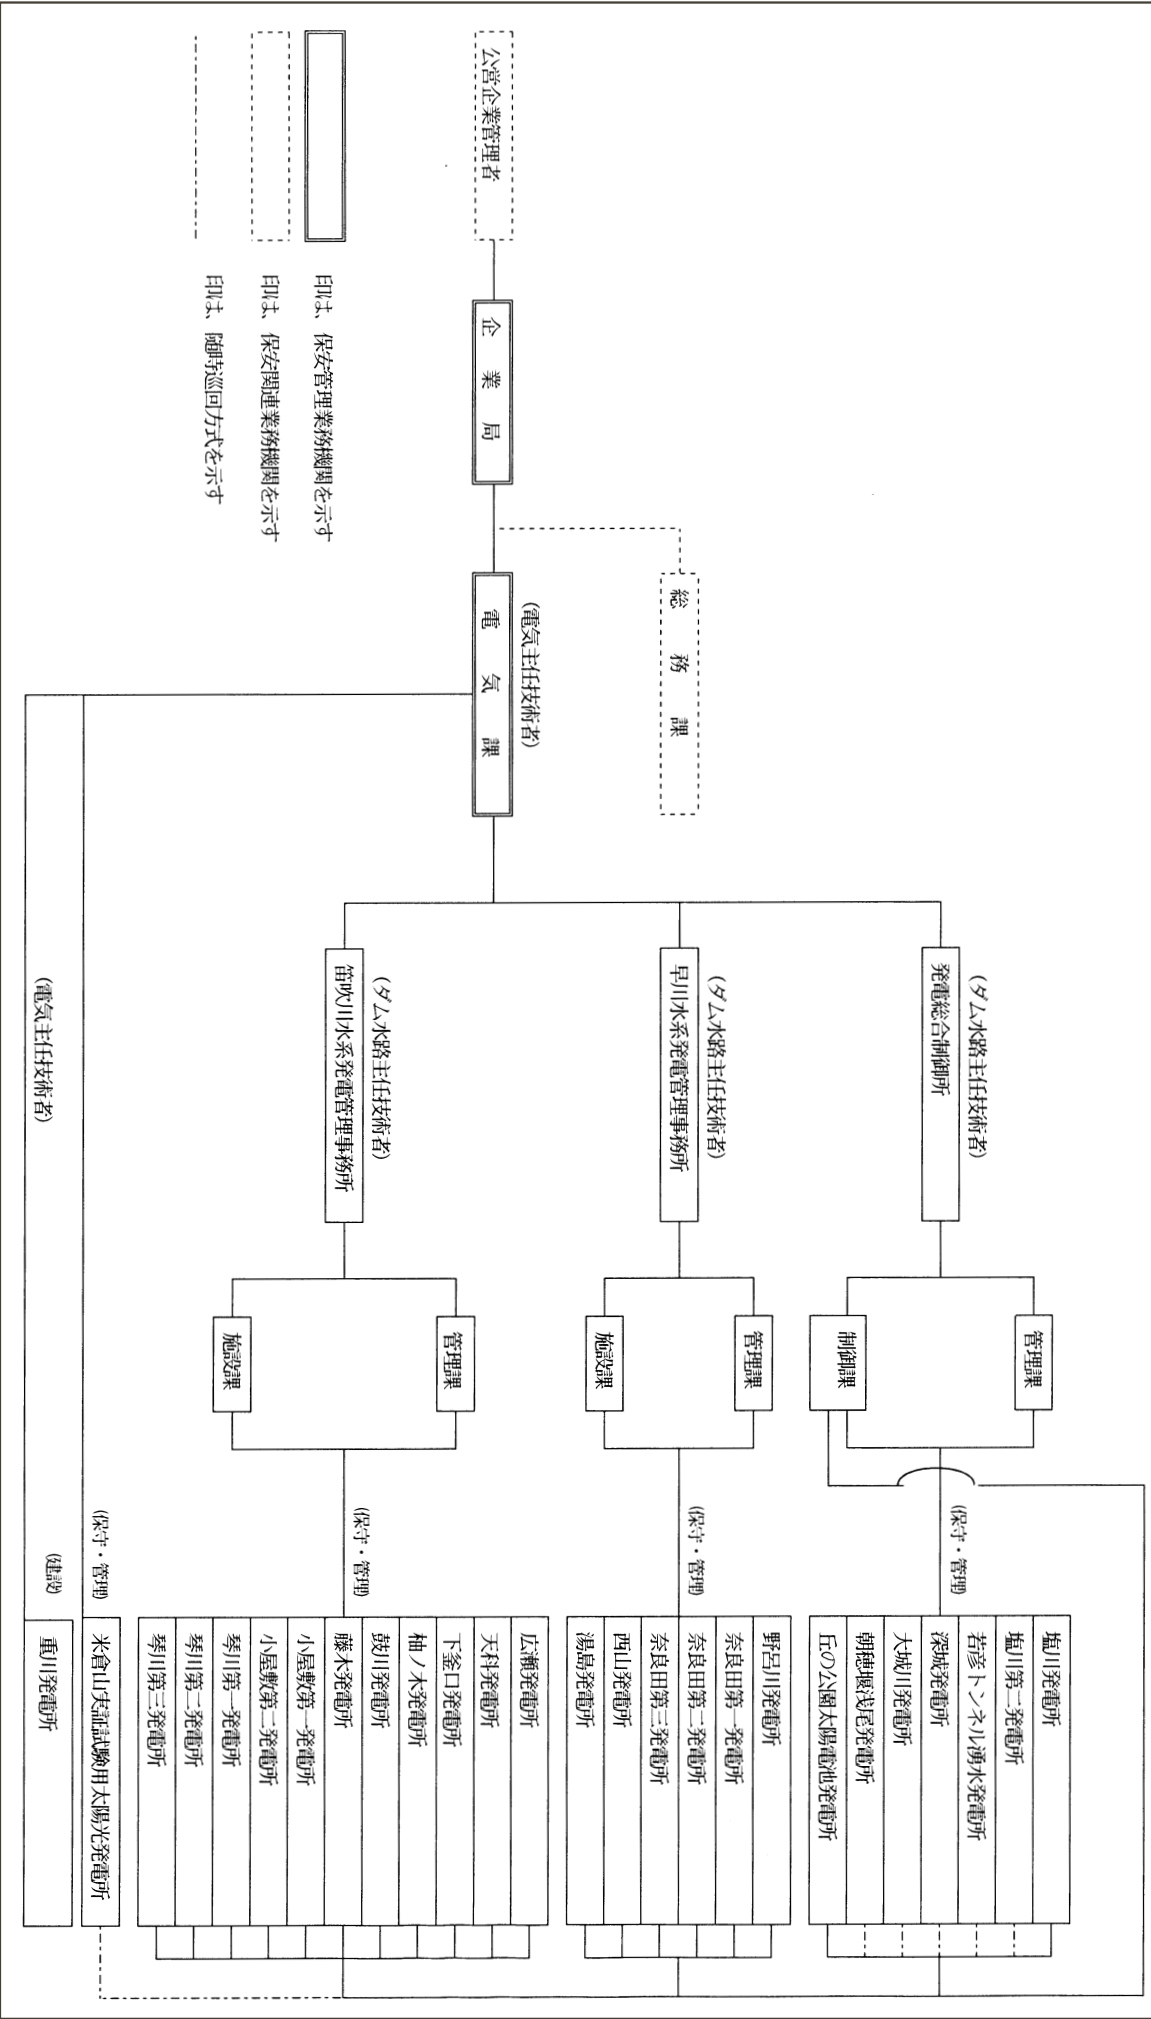 公営企業管理者
企業局
総務課
(電気主任技術者)
電気課
(ダム水路主任技術者)
発電総合制御所
管理課
制御課
(保守・管理)
塩川発電所
塩川第二発電所
若彦トンネル湧水発電所
深城発電所
大城川発電所
朝穂堰浅尾発電所
丘の公園太陽電池発電所
(ダム水路主任技術者)
早川水系発電管理事務所
管理課
施設課
(保守・管理)
野呂川発電所
奈良田第一発電所
奈良田第二発電所
奈良田第三発電所
西山発電所
湯島発電所
(ダム水路主任技術者)
笛吹川水系発電管理事務所
管理課
施設課
(保守・管理)
広瀬発電所
天科発電所
下釜口発電所
柚ノ木発電所
鼓川発電所
藤木発電所
小屋敷第一発電所
小屋敷第二発電所
琴川第一発電所
琴川第二発電所
琴川第三発電所
(保守・管理)
米倉山実証試験用太陽光発電所
(電気主任技術者)
(建設)
重川発電所
印は、保安管理業務機関を示す
印は、保安関連業務機関を示す
印は、随時巡回方式を示す